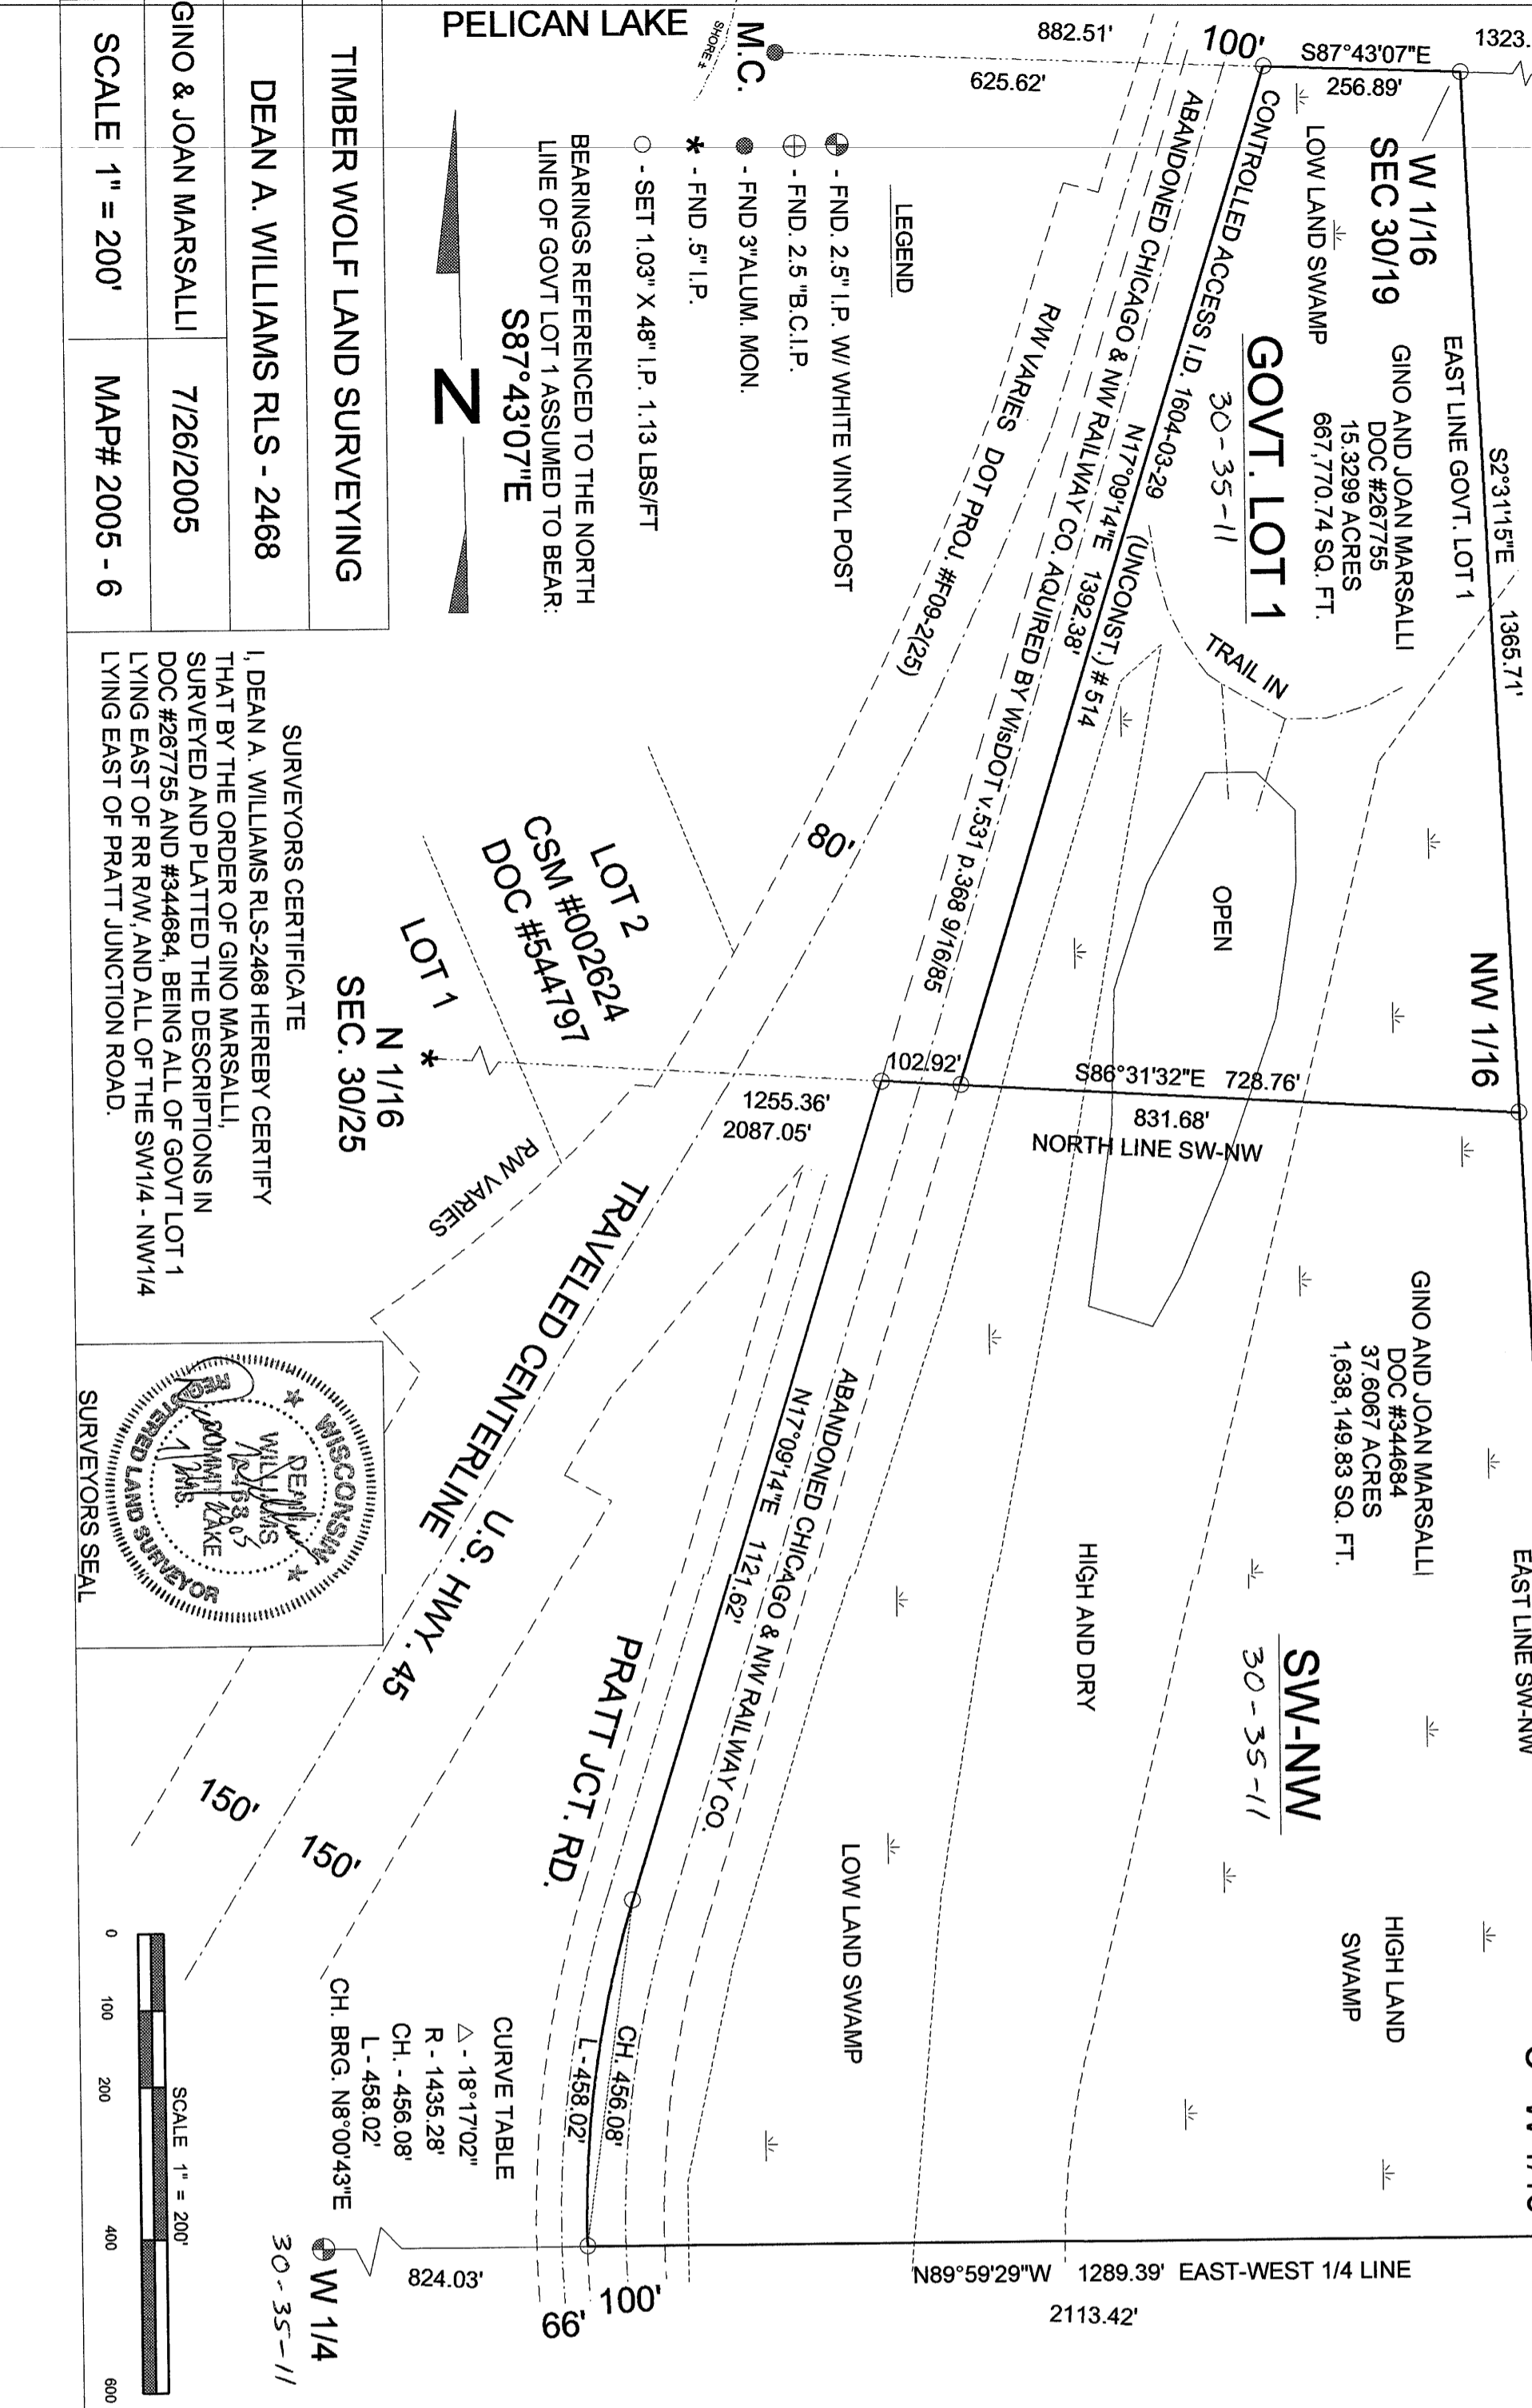 PELICAN LAKE
SHORE ±
M.C.
882.51'
625.62'
100'
S87°43'07"E
256.89'
1323.
W 1/16
SEC 30/19
LOW LAND SWAMP
EAST LINE GOVT. LOT 1
S2°31'15"E 1365.71'
GINO AND JOAN MARSALLI
DOC #267755
15.3299 ACRES
667,770.74 SQ. FT.
GOVT. LOT 1
30-35-11
CONTROLLED ACCESS I.D. 1604-03-29 (UNCONST.) # 514
N17°09'14"E 1392.38'
ABANDONED CHICAGO & NW RAILWAY CO. AQUIRED BY WisDOT v.531 p.368 9/16/85
R/W VARIES DOT PROJ. #F09-2(25)
TRAIL IN
OPEN
NW 1/16
80'
LEGEND
- FND. 2.5" I.P. W/ WHITE VINYL POST
- FND. 2.5 "B.C.I.P.
- FND 3"ALUM. MON.
* - FND .5" I.P.
- SET 1.03" X 48" I.P. 1.13 LBS/FT
BEARINGS REFERENCED TO THE NORTH
LINE OF GOVT LOT 1 ASSUMED TO BEAR:
S87°43'07"E
N
TIMBER WOLF LAND SURVEYING
DEAN A. WILLIAMS RLS - 2468
GINO & JOAN MARSALLI
7/26/2005
SCALE 1" = 200'
MAP# 2005 - 6
LOT 2
CSM #002624
DOC #544797
LOT 1
*
N 1/16
SEC. 30/25
SURVEYORS CERTIFICATE
I, DEAN A. WILLIAMS RLS-2468 HEREBY CERTIFY
THAT BY THE ORDER OF GINO MARSALLI,
SURVEYED AND PLATTED THE DESCRIPTIONS IN
DOC #267755 AND #344684, BEING ALL OF GOVT LOT 1
LYING EAST OF RR R/W, AND ALL OF THE SW1/4 - NW1/4
LYING EAST OF PRATT JUNCTION ROAD.
102.92'
S86°31'32"E 728.76'
1255.36'
831.68'
2087.05'
NORTH LINE SW-NW
R/W VARIES
TRAVELED CENTERLINE
U.S. HWY. 45
GINO AND JOAN MARSALLI
DOC #344684
37.6067 ACRES
1,638,149.83 SQ. FT.
EAST LINE SW-NW
SW-NW
30-35-11
HIGH AND DRY
ABANDONED CHICAGO & NW RAILWAY CO.
N17°09'14"E 1121.62'
PRATT JCT. RD.
LOW LAND SWAMP
HIGH LAND
SWAMP
WISCONSIN
DEAN
WILLIAMS
LAKE
REGISTERED LAND SURVEYOR
SURVEYORS SEAL
150'
150'
CURVE TABLE
△ - 18°17'02"
R - 1435.28'
CH. - 456.08'
L - 458.02'
CH. BRG. N8°00'43"E
CH. 456.08'
L - 458.02'
0 100 200 400 600
SCALE 1" = 200'
W 1/4
30-35-11
824.03'
66'
100'
N89°59'29"W 1289.39' EAST-WEST 1/4 LINE
2113.42'